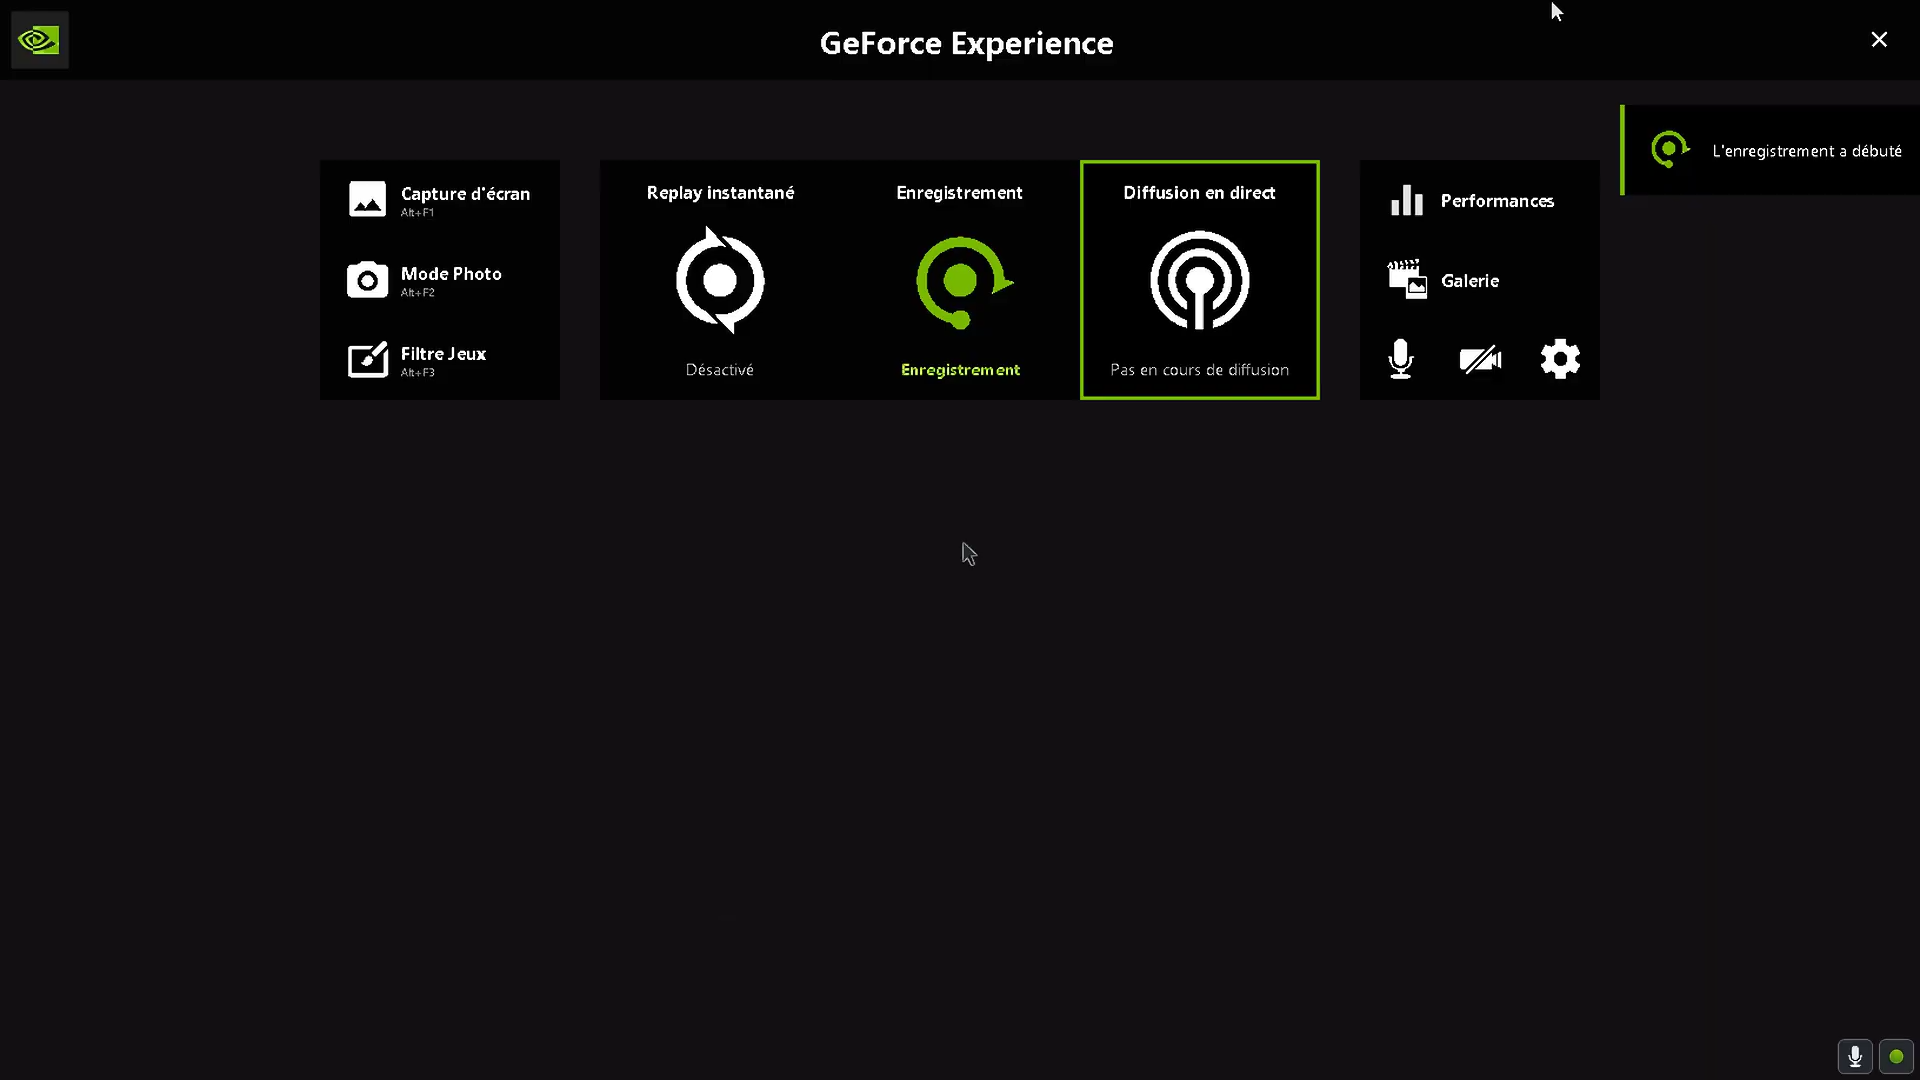 GeForce Experience
L'enregistrement a débuté
Capture d'écran
Alt+F1
Mode Photo
Alt+F2
Filtre Jeux
Alt+F3
Replay instantané
Désactivé
Enregistrement
Enregistrement
Diffusion en direct
Pas en cours de diffusion
Performances
Galerie